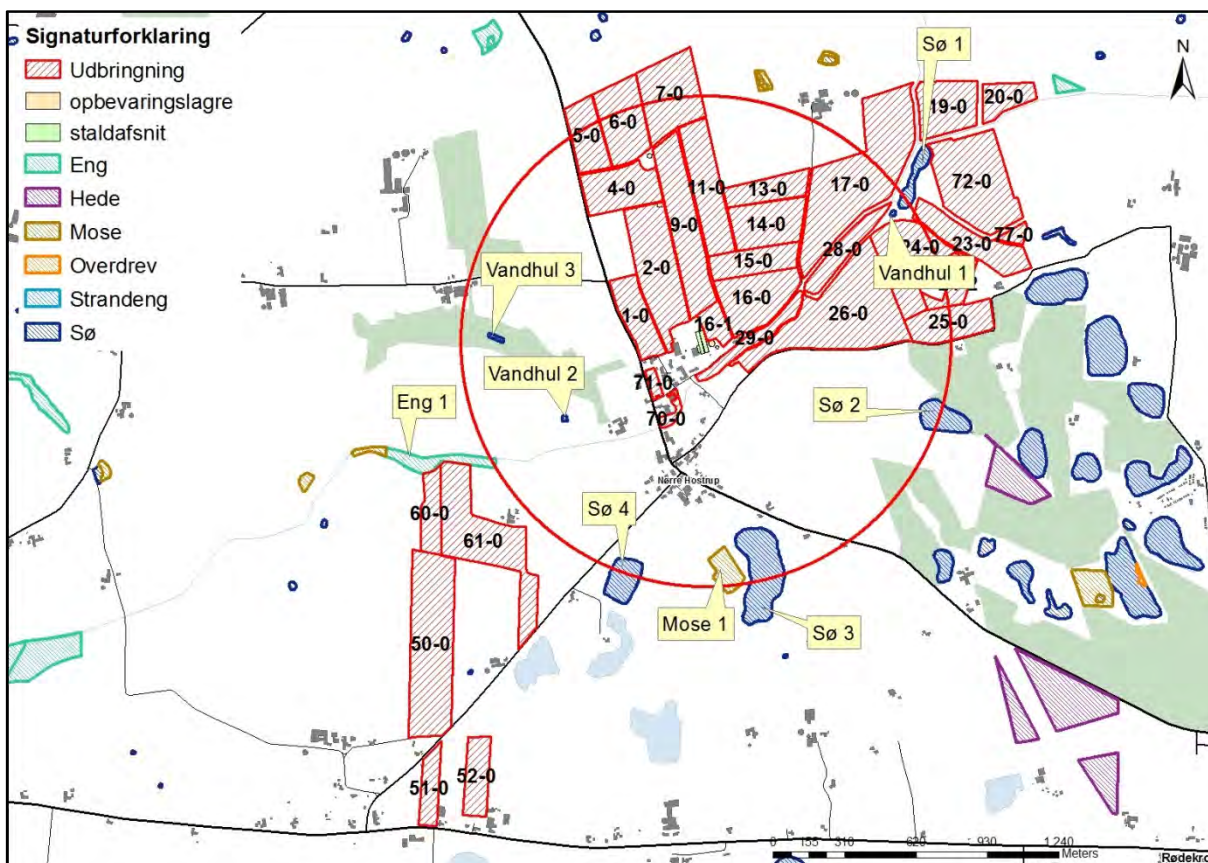 Signaturforklaring
Udbringning
opbevaringslagre
staldafsnit
Eng
Hede
Mose
Overdrev
Strandeng
Sø
Sø 1
N
7-0
6-0
5-0
19-0
20-0
4-0
11-0
13-0
17-0
72-0
9-0
14-0
28-0
24-0
23-0
77-0
Vandhul 3
2-0
15-0
Vandhul 1
16-0
26-0
1-0
16-1
29-0
25-0
Vandhul 2
71-0
Eng 1
70-0
Sø 2
Nørre Hostrup
60-0
Sø 4
61-0
Mose 1
Sø 3
50-0
52-0
51-0
0 155 310 620 930 1.240
Meters
Rødekro